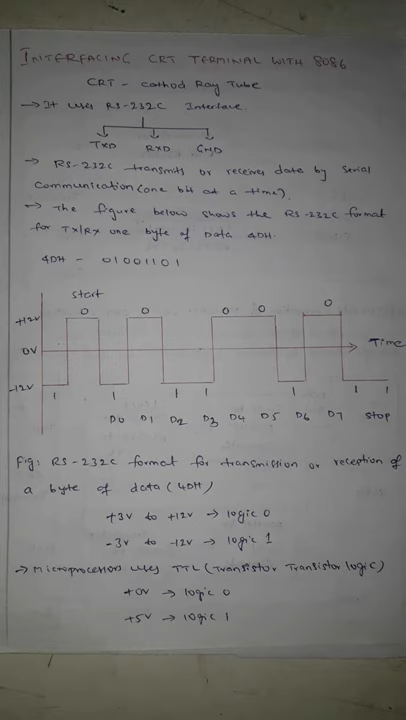 INTERFACING CRT TERMINAL WITH 8086
CRT - cathod Ray Tube
→ It uses RS-232C Interface.
TXD RXD GND
→ RS-232C transmits or receives data by serial
communication (one bit at a time).
→ The figure below shows the RS-232C format
for TX/RX one byte of Data 4DH.
4DH - 01001101
start
+12V 0 0 0 0 0
0V Time
-12V 1 1 1 1 1 1 1
D0 D1 D2 D3 D4 D5 D6 D7 stop
Fig: RS-232C format for transmission or reception of
a byte of data (4DH)
+3V to +12V → logic 0
-3V to -12V → logic 1
→ Microprocessors uses TTL (Transistor Transistor logic)
+0V → logic 0
+5V → logic 1